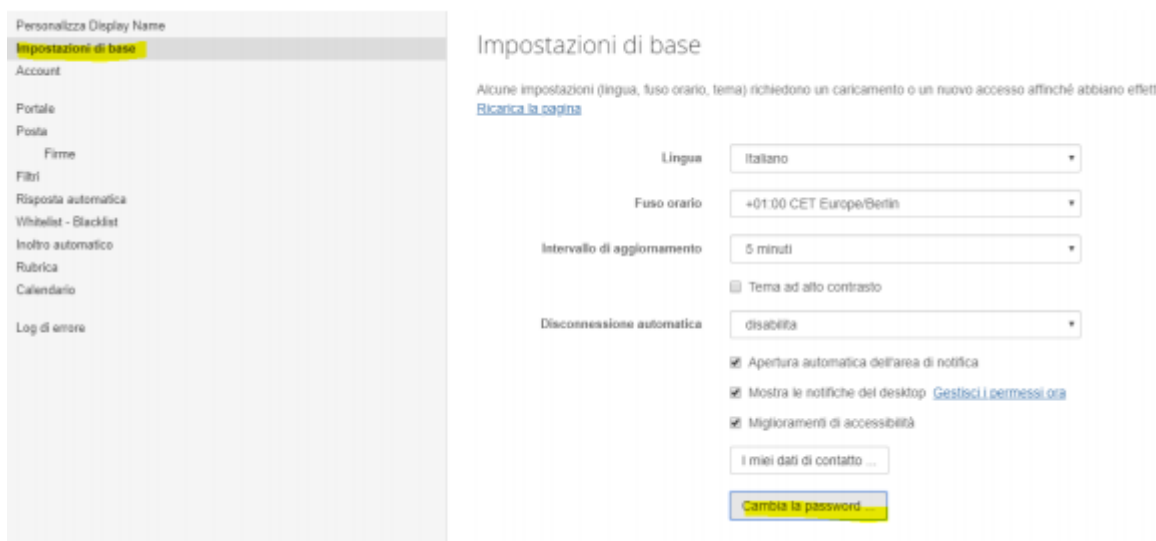 Personalizza Display Name
Impostazioni di base
Account
Portale
Posta
Firme
Filtri
Risposta automatica
Whitelist - Blacklist
Inoltro automatico
Rubrica
Calendario
Log di errore
Impostazioni di base
Alcune impostazioni (lingua, fuso orario, tema) richiedono un caricamento o un nuovo accesso affinché abbiano effett
Ricarica la pagina
Lingua Italiano
Fuso orario +01:00 CET Europe/Berlin
Intervallo di aggiornamento 5 minuti
Tema ad alto contrasto
Disconnessione automatica disabilita
Apertura automatica dell'area di notifica
Mostra le notifiche del desktop Gestisci i permessi ora
Miglioramenti di accessibilità
I miei dati di contatto ...
Cambia la password ...